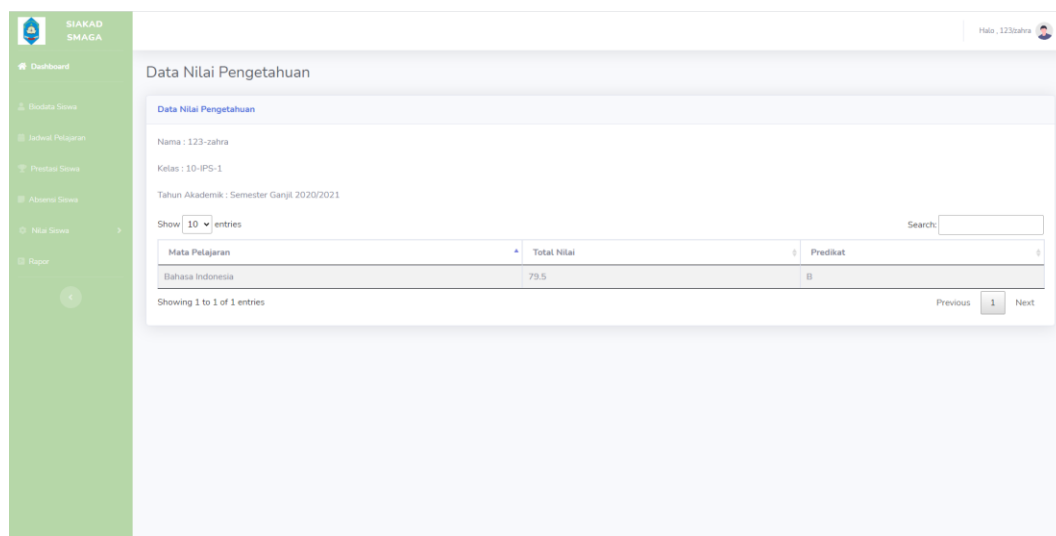 SIAKAD
SMAGA
Halo , 123zahra
Dashboard
Biodata Siswa
Jadwal Pelajaran
Prestasi Siswa
Absensi Siswa
Nilai Siswa
Rapor
Data Nilai Pengetahuan
Data Nilai Pengetahuan
Nama : 123-zahra
Kelas : 10-IPS-1
Tahun Akademik : Semester Ganjil 2020/2021
Show 10 entries
Search:
Mata Pelajaran Total Nilai Predikat
Bahasa Indonesia 79.5 B
Showing 1 to 1 of 1 entries
Previous 1 Next